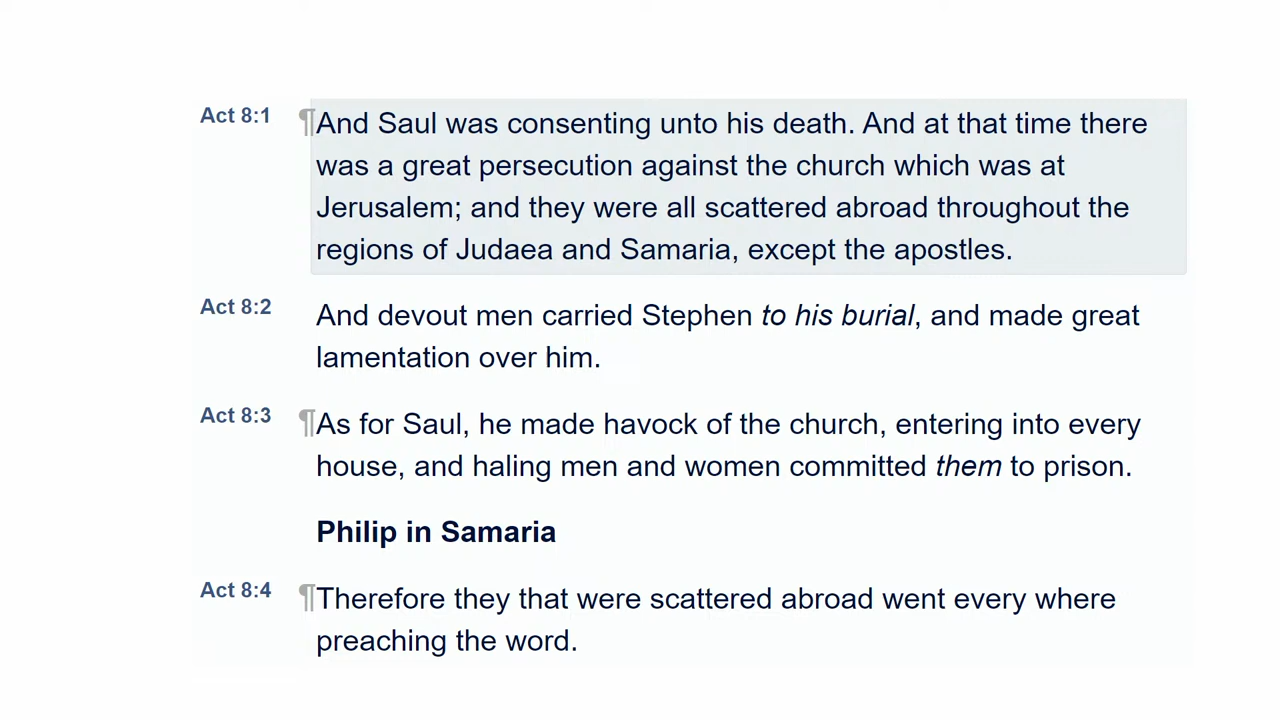 Act 8:1 ¶And Saul was consenting unto his death. And at that time there
was a great persecution against the church which was at
Jerusalem; and they were all scattered abroad throughout the
regions of Judaea and Samaria, except the apostles.
Act 8:2 And devout men carried Stephen to his burial, and made great
lamentation over him.
Act 8:3 ¶As for Saul, he made havock of the church, entering into every
house, and haling men and women committed them to prison.
Philip in Samaria
Act 8:4 ¶Therefore they that were scattered abroad went every where
preaching the word.